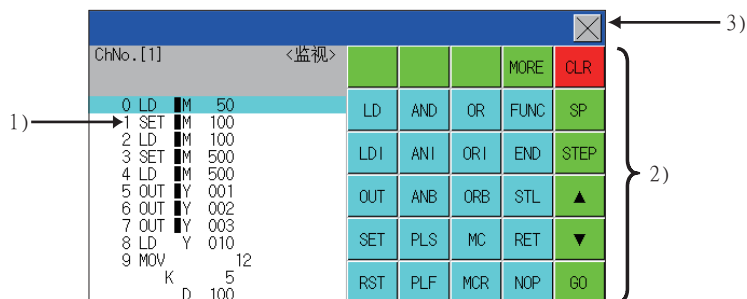 3)
ChNo.[1] <监视>
MORE CLR
0 LD M 50
LD AND OR FUNC SP
1)
1 SET M 100
2 LD M 100
3 SET M 500
LDI ANI ORI END STEP
4 LD M 500
2)
5 OUT Y 001
6 OUT Y 002
OUT ANB ORB STL ▲
7 OUT Y 003
8 LD Y 010
SET PLS MC RET ▼
9 MOV 12
K 5
RST PLF MCR NOP GO
D 100